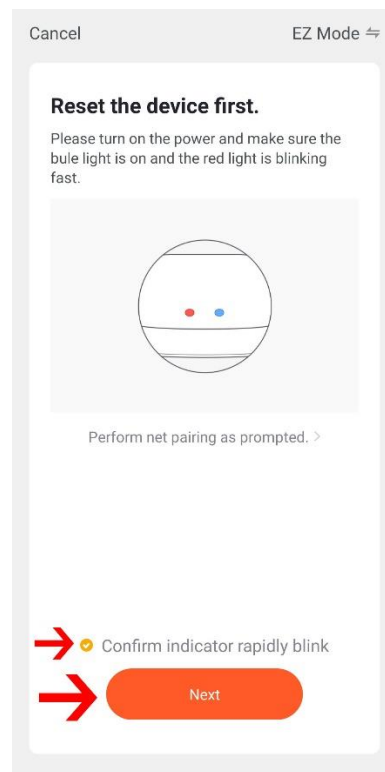 Cancel
EZ Mode
Reset the device first.
Please turn on the power and make sure the
bule light is on and the red light is blinking
fast.
Perform net pairing as prompted. >
Confirm indicator rapidly blink
Next